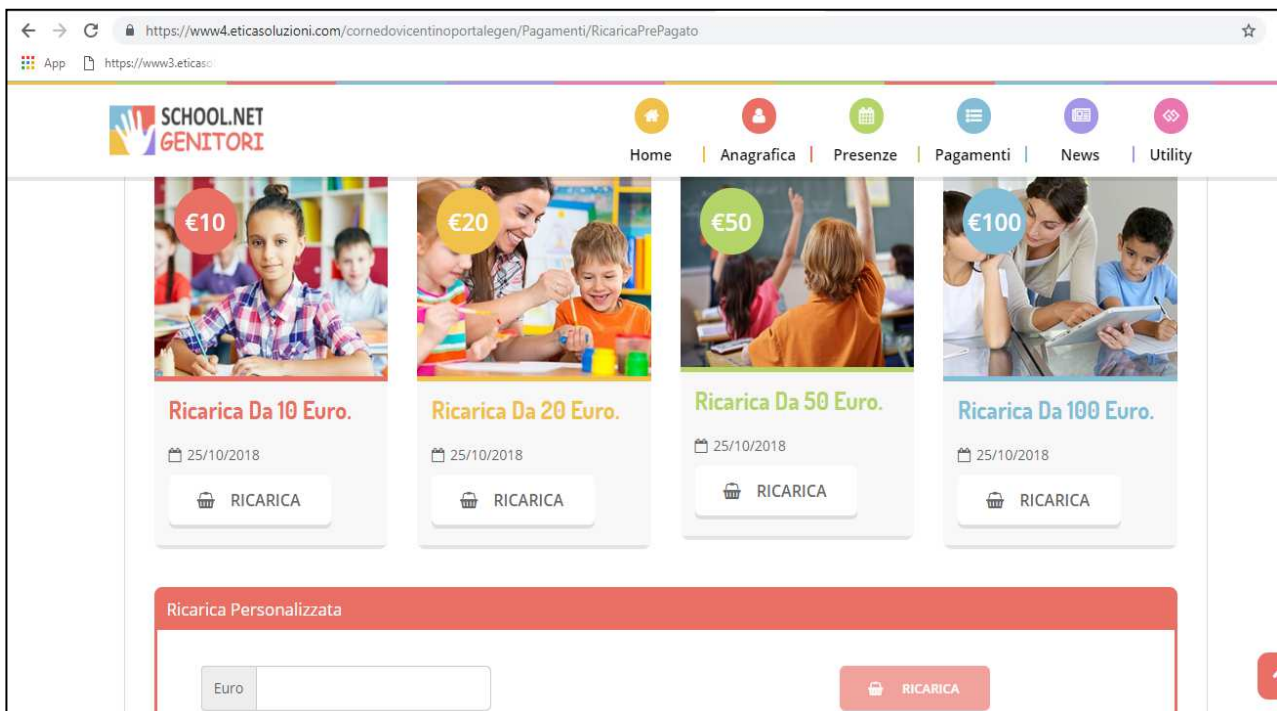 https://www4.eticasoluzioni.com/cornedovicentinoportalegen/Pagamenti/RicaricaPrePagato
App https://www3.eticaso
SCHOOL.NET
GENITORI
Home Anagrafica Presenze Pagamenti News Utility
€10 €20 €50 €100
Ricarica Da 10 Euro. Ricarica Da 20 Euro. Ricarica Da 50 Euro. Ricarica Da 100 Euro.
25/10/2018 25/10/2018 25/10/2018 25/10/2018
RICARICA RICARICA RICARICA RICARICA
Ricarica Personalizzata
Euro RICARICA